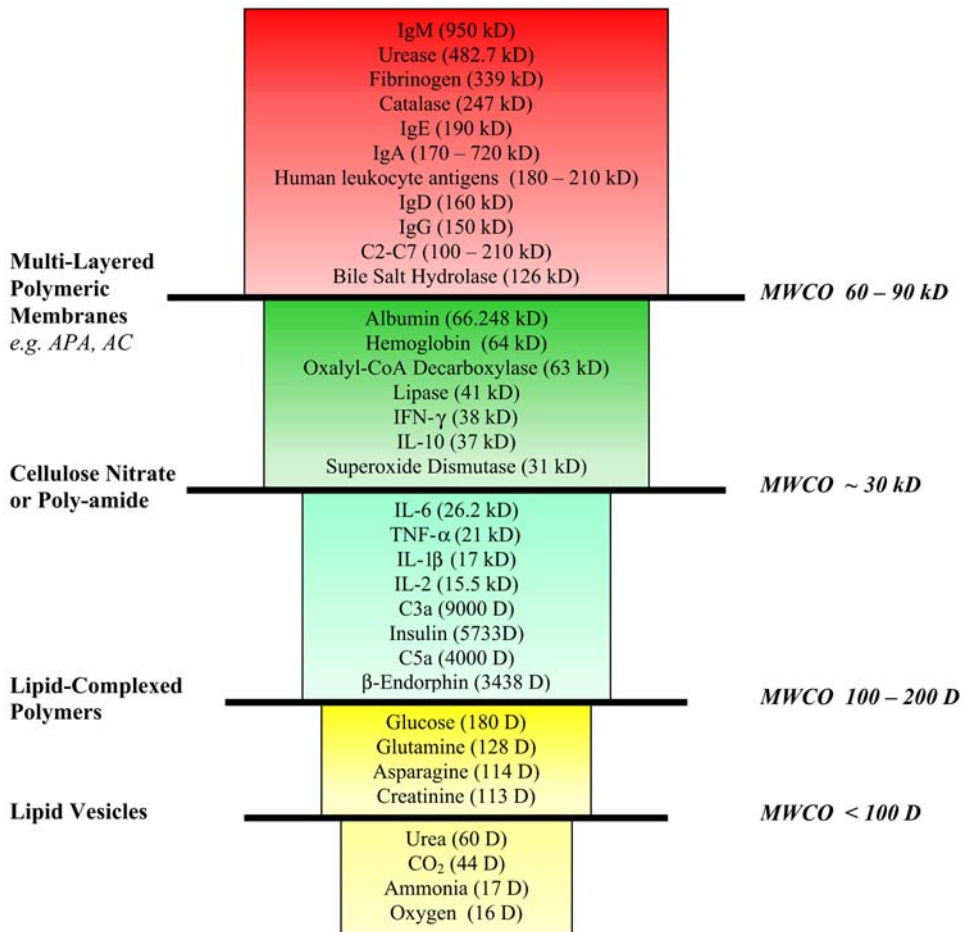 IgM (950 kD)
Urease (482.7 kD)
Fibrinogen (339 kD)
Catalase (247 kD)
IgE (190 kD)
IgA (170 – 720 kD)
Human leukocyte antigens (180 – 210 kD)
IgD (160 kD)
IgG (150 kD)
C2-C7 (100 – 210 kD)
Bile Salt Hydrolase (126 kD)
Multi-Layered
Polymeric
Membranes
e.g. APA, AC
MWCO 60 – 90 kD
Albumin (66.248 kD)
Hemoglobin (64 kD)
Oxalyl-CoA Decarboxylase (63 kD)
Lipase (41 kD)
IFN-γ (38 kD)
IL-10 (37 kD)
Superoxide Dismutase (31 kD)
Cellulose Nitrate
or Poly-amide
MWCO ~ 30 kD
IL-6 (26.2 kD)
TNF-α (21 kD)
IL-1β (17 kD)
IL-2 (15.5 kD)
C3a (9000 D)
Insulin (5733D)
C5a (4000 D)
β-Endorphin (3438 D)
Lipid-Complexed
Polymers
MWCO 100 – 200 D
Glucose (180 D)
Glutamine (128 D)
Asparagine (114 D)
Creatinine (113 D)
Lipid Vesicles
MWCO < 100 D
Urea (60 D)
CO₂ (44 D)
Ammonia (17 D)
Oxygen (16 D)